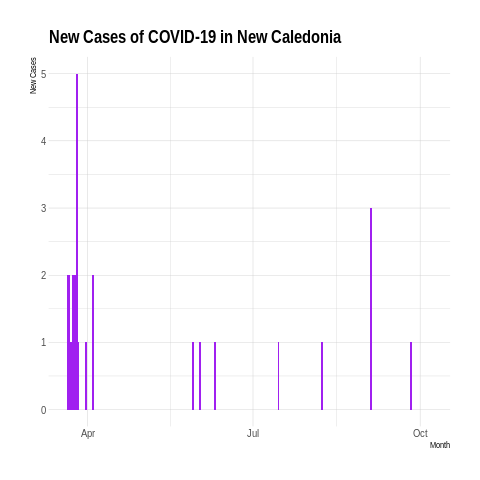 New Cases of COVID-19 in New Caledonia
New Cases
5
4
3
2
1
0
Apr
Jul
Oct
Month